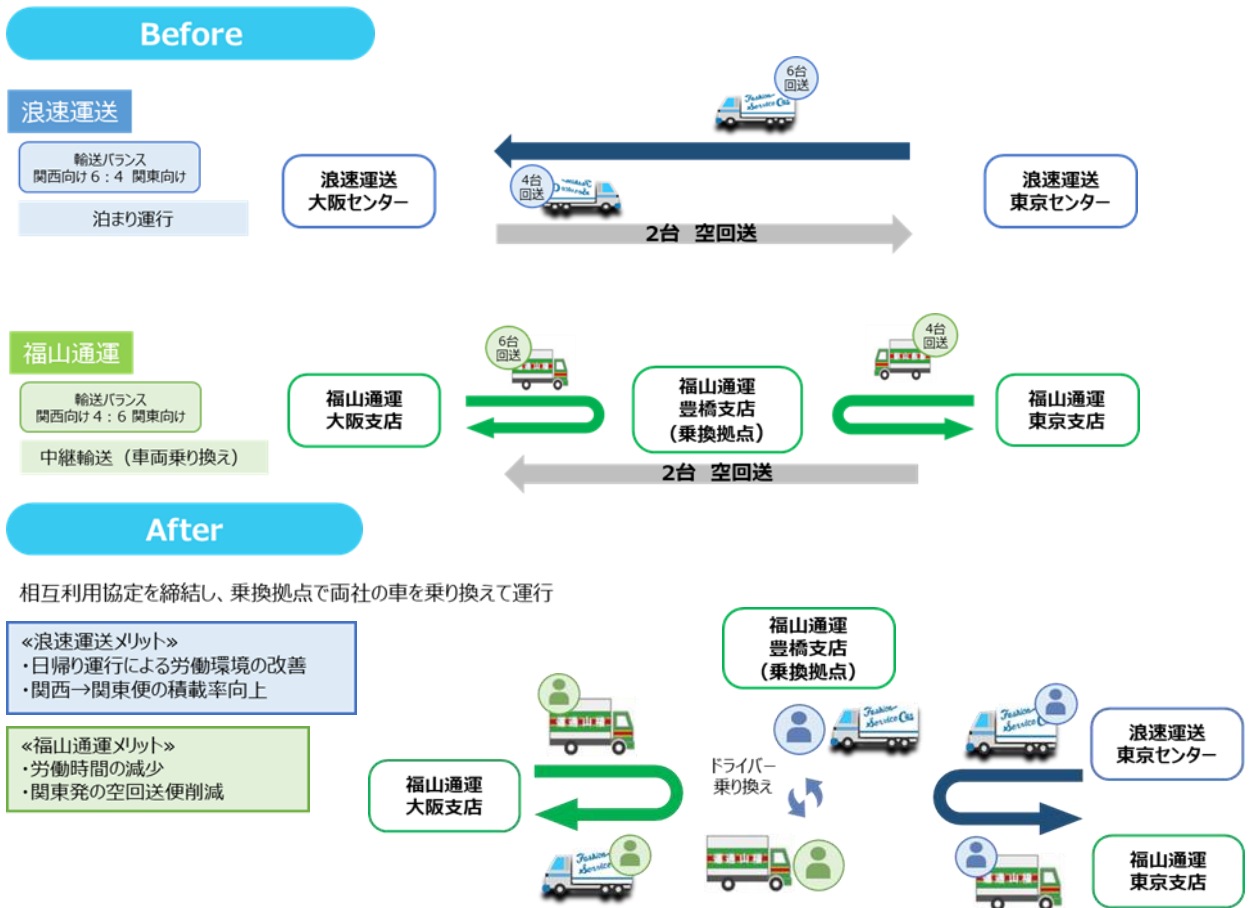 Before
浪速運送
輸送バランス
関西向け６：４ 関東向け
泊まり運行
浪速運送
大阪センター
6台
回送
Fashion-
Service Cas
4台
回送
2台 空回送
浪速運送
東京センター
福山通運
輸送バランス
関西向け４：６ 関東向け
中継輸送（車両乗り換え）
福山通運
大阪支店
6台
回送
福山通運
豊橋支店
（乗換拠点）
4台
回送
福山通運
東京支店
2台 空回送
After
相互利用協定を締結し、乗換拠点で両社の車を乗り換えて運行
≪浪速運送メリット≫
・日帰り運行による労働環境の改善
・関西→関東便の積載率向上
≪福山通運メリット≫
・労働時間の減少
・関東発の空回送便削減
福山通運
豊橋支店
（乗換拠点）
福山通運
大阪支店
ドライバー
乗り換え
浪速運送
東京センター
福山通運
東京支店